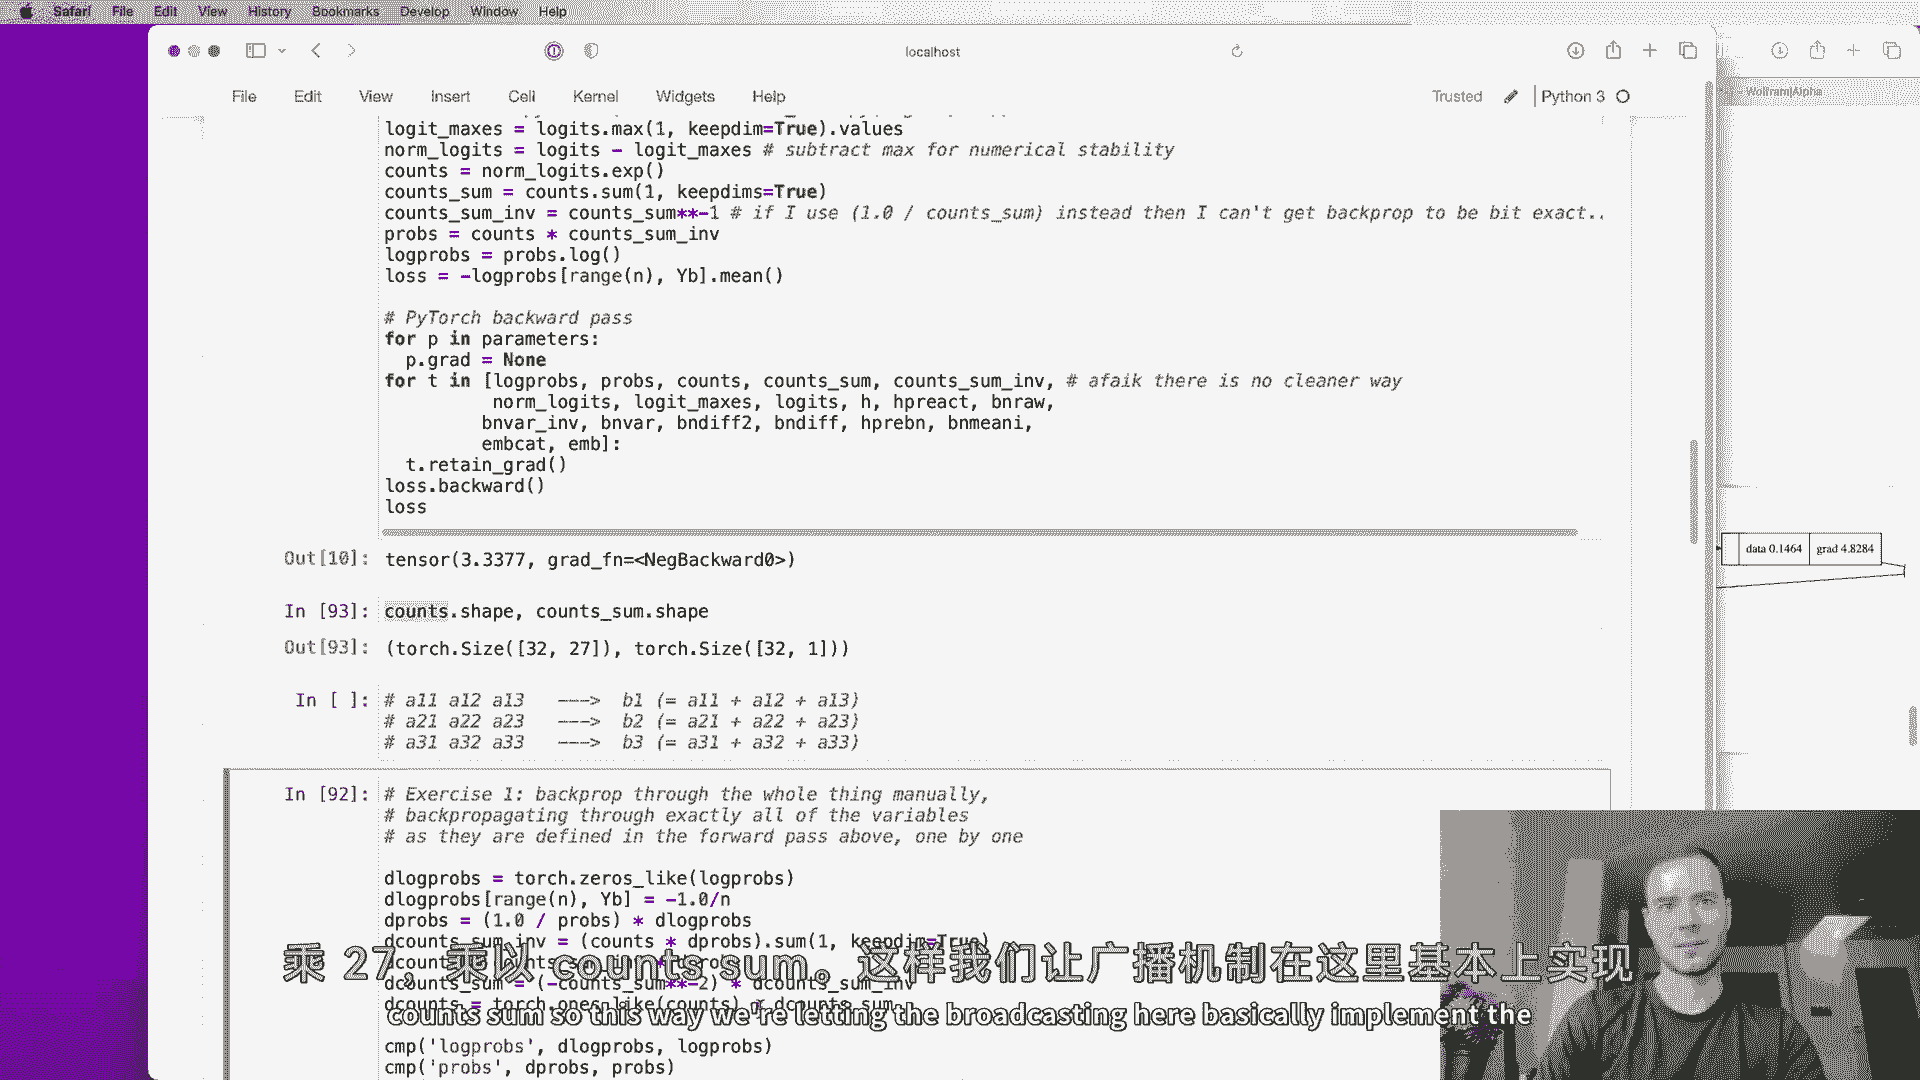 Safari File Edit View History Bookmarks Develop Window Help
localhost
Wolfram|Alpha
File Edit View Insert Cell Kernel Widgets Help
Trusted Python 3
logit_maxes = logits.max(1, keepdim=True).values
norm_logits = logits - logit_maxes # subtract max for numerical stability
counts = norm_logits.exp()
counts_sum = counts.sum(1, keepdims=True)
counts_sum_inv = counts_sum**-1 # if I use (1.0 / counts_sum) instead then I can't get backprop to be bit exact..
probs = counts * counts_sum_inv
logprobs = probs.log()
loss = -logprobs[range(n), Yb].mean()
# PyTorch backward pass
for p in parameters:
p.grad = None
for t in [logprobs, probs, counts, counts_sum, counts_sum_inv, # afaik there is no cleaner way
norm_logits, logit_maxes, logits, h, hpreact, bnraw,
bnvar_inv, bnvar, bndiff2, bndiff, hprebn, bnmeani,
embcat, emb]:
t.retain_grad()
loss.backward()
loss
Out[10]: tensor(3.3377, grad_fn=<NegBackward0>)
data 0.1464 grad 4.8284
In [93]: counts.shape, counts_sum.shape
Out[93]: (torch.Size([32, 27]), torch.Size([32, 1]))
In [ ]: # a11 a12 a13 ---> b1 (= a11 + a12 + a13)
# a21 a22 a23 ---> b2 (= a21 + a22 + a23)
# a31 a32 a33 ---> b3 (= a31 + a32 + a33)
In [92]: # Exercise 1: backprop through the whole thing manually,
# backpropagating through exactly all of the variables
# as they are defined in the forward pass above, one by one
dlogprobs = torch.zeros_like(logprobs)
dlogprobs[range(n), Yb] = -1.0/n
dprobs = (1.0 / probs) * dlogprobs
dcounts_sum_inv = (counts * dprobs).sum(1, keepdim=True)
dcounts_sum = (-counts_sum**-2) * dcounts_sum_inv
dcounts = torch.ones_like(counts) * dcounts_sum
乘 27，乘以 counts sum。这样我们让广播机制在这里基本上实现
counts sum so this way we're letting the broadcasting here basically implement the
cmp('logprobs', dlogprobs, logprobs)
cmp('probs', dprobs, probs)